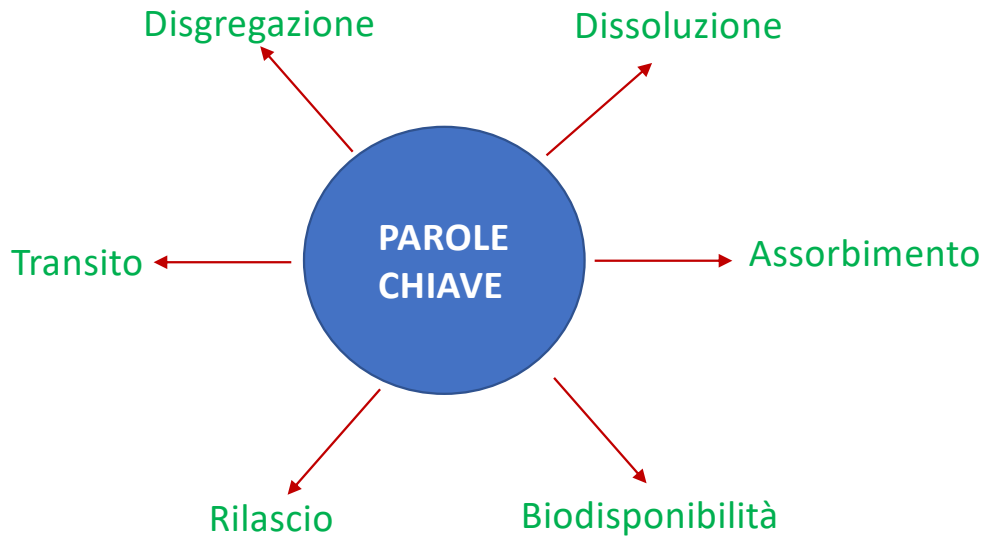 Disgregazione
Dissoluzione
PAROLE
CHIAVE
Transito
Assorbimento
Rilascio
Biodisponibilità